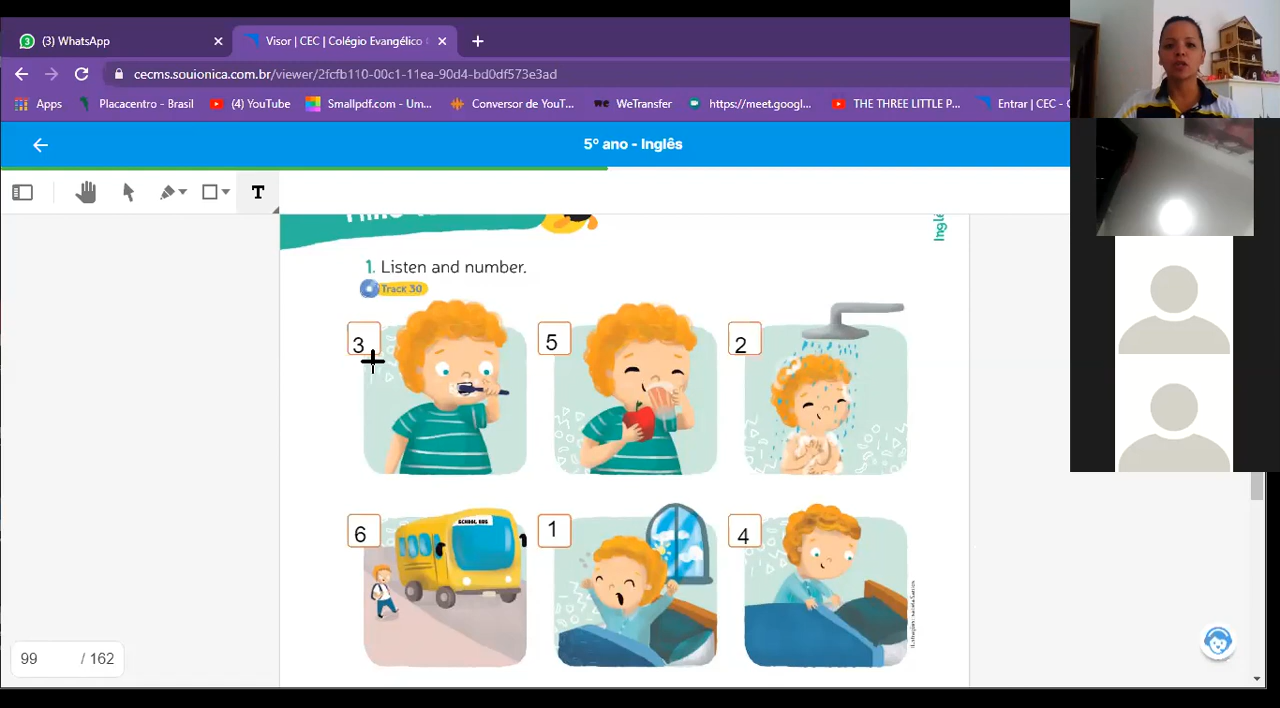 (3) WhatsApp
Visor | CEC | Colégio Evangélico
cecms.souionica.com.br/viewer/2fcfb110-00c1-11ea-90d4-bd0df573e3ad
Apps Placacentro - Brasil (4) YouTube Smallpdf.com - Um... Conversor de YouT... WeTransfer https://meet.googl... THE THREE LITTLE P... Entrar | CEC -
5º ano - Inglês
T
Inglê
1. Listen and number.
Track 30
3 5 2
6 SCHOOL BUS 1 4
99 / 162